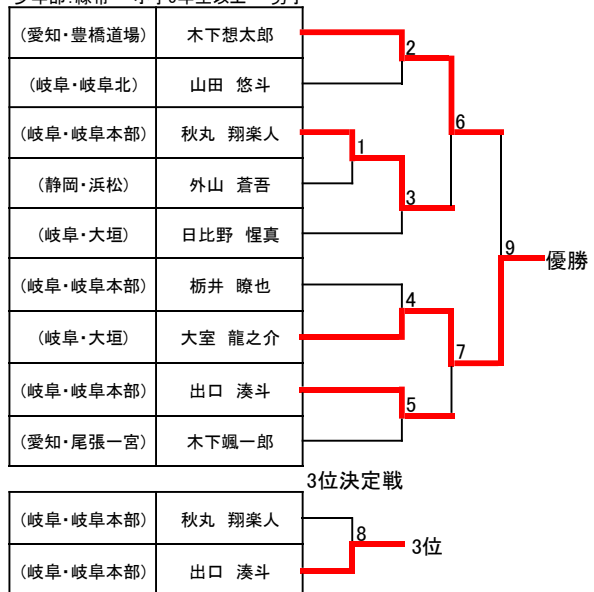 (愛知・豊橋道場) 木下想太郎
2
(岐阜・岐阜北) 山田 悠斗
6
(岐阜・岐阜本部) 秋丸 翔楽人
1
(静岡・浜松) 外山 蒼吾
3
(岐阜・大垣) 日比野 惺真
9
優勝
(岐阜・岐阜本部) 栃井 瞭也
4
(岐阜・大垣) 大室 龍之介
7
(岐阜・岐阜本部) 出口 湊斗
5
(愛知・尾張一宮) 木下颯一郎
3位決定戦
(岐阜・岐阜本部) 秋丸 翔楽人
8
3位
(岐阜・岐阜本部) 出口 湊斗